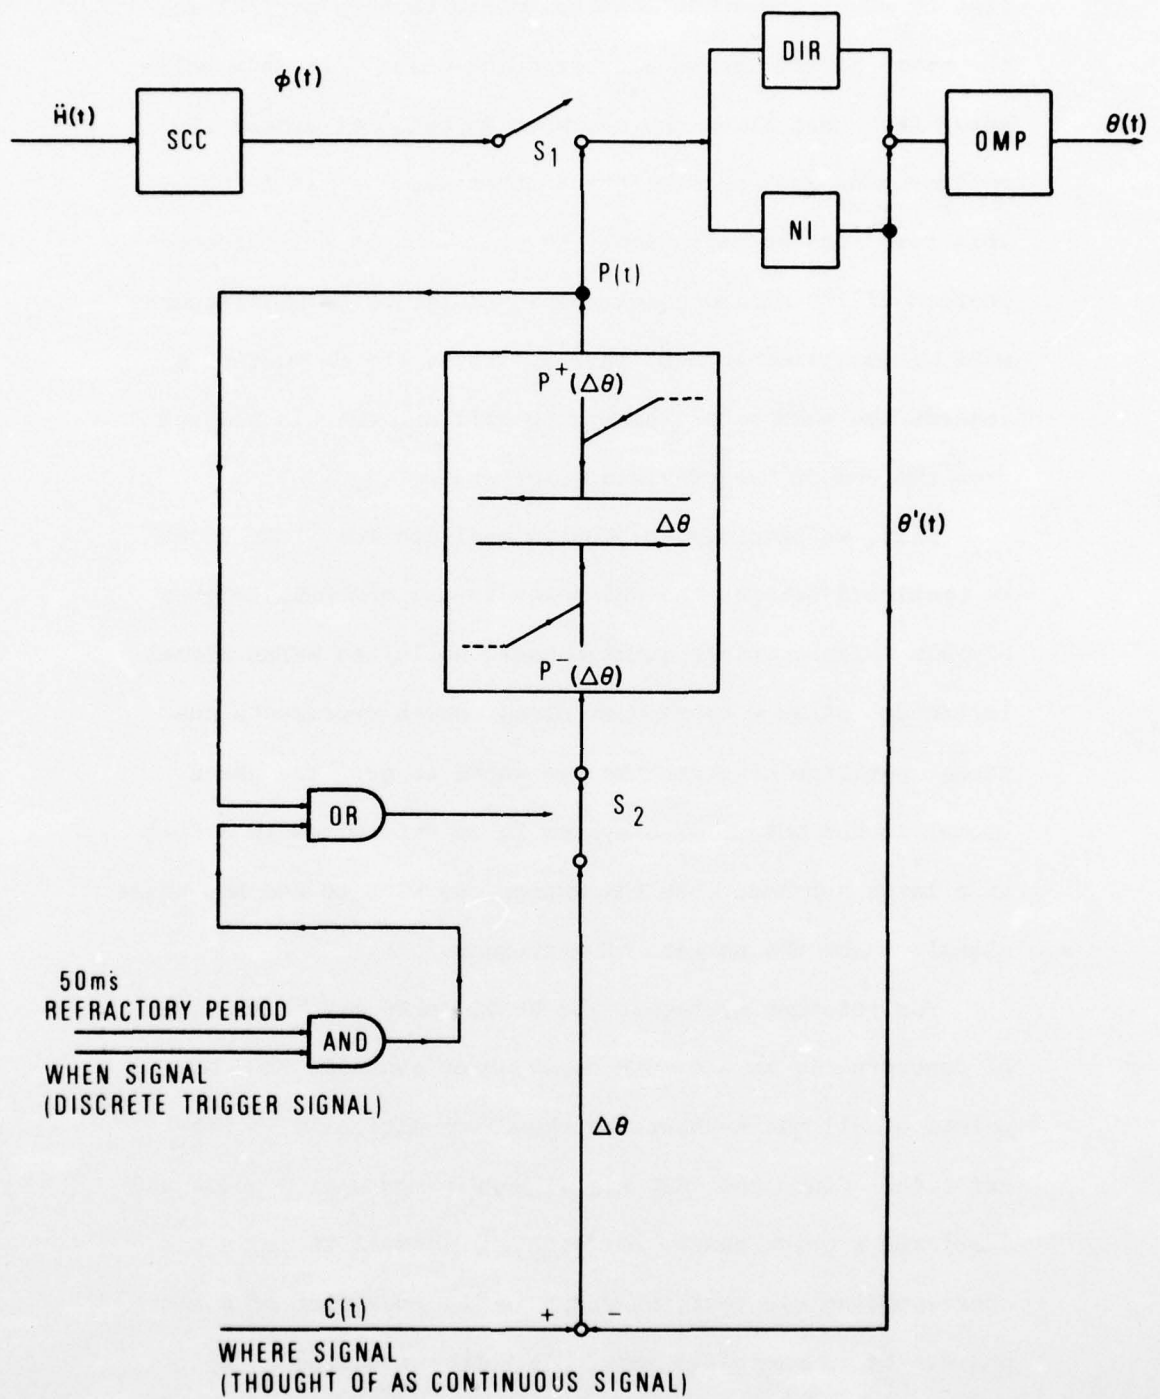 DIR
ϕ(t)
Ḧ(t)
SCC
S1
OMP
θ(t)
NI
P(t)
P+(Δθ)
Δθ
θ'(t)
P-(Δθ)
S2
OR
50ms
REFRACTORY PERIOD
AND
WHEN SIGNAL
(DISCRETE TRIGGER SIGNAL)
Δθ
C(t)
+ -
WHERE SIGNAL
(THOUGHT OF AS CONTINUOUS SIGNAL)